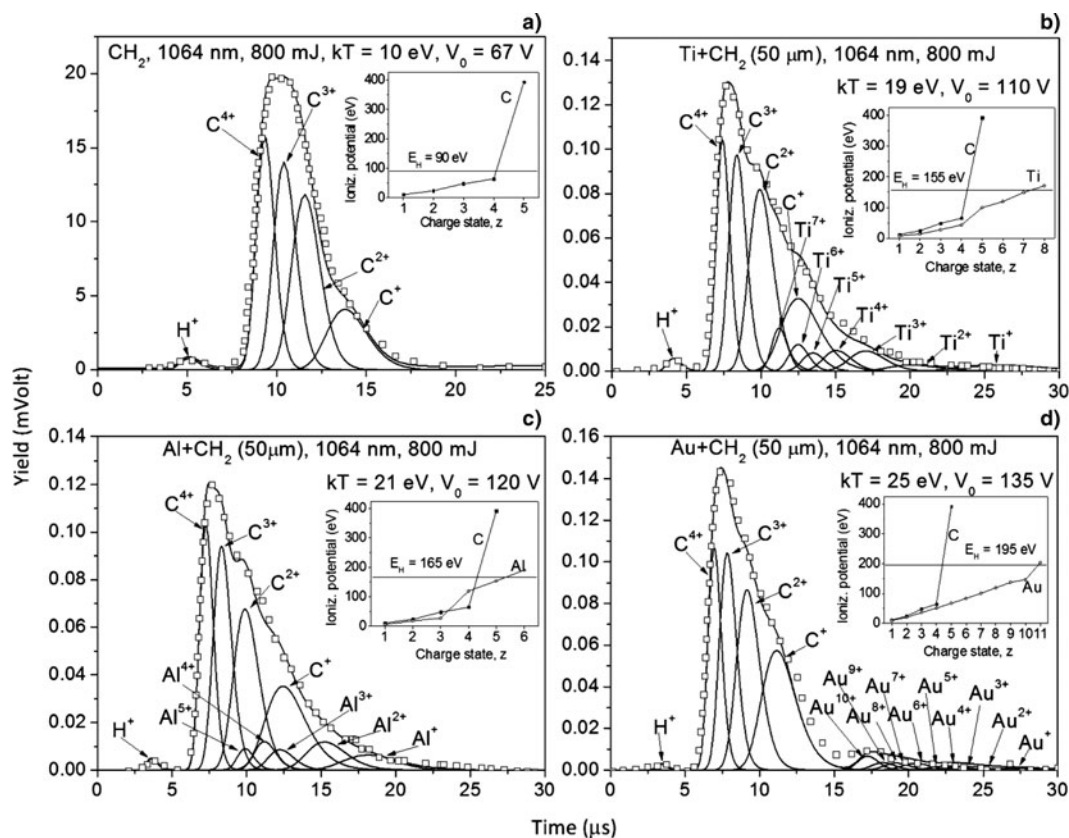 a)
CH₂, 1064 nm, 800 mJ, kT = 10 eV, V₀ = 67 V
20
15
10
5
0
0 5 10 15 20 25
H⁺
C⁴⁺
C³⁺
C²⁺
C⁺
Ioniz. potential (eV)
400
300
200
100
0
E_H = 90 eV
C
1 2 3 4 5
Charge state, z
b)
Ti+CH₂ (50 μm), 1064 nm, 800 mJ
kT = 19 eV, V₀ = 110 V
0.14
0.12
0.10
0.08
0.06
0.04
0.02
0.00
0 5 10 15 20 25 30
H⁺
C⁴⁺
C³⁺
C²⁺
C⁺
Ti⁷⁺
Ti⁶⁺
Ti⁵⁺
Ti⁴⁺
Ti³⁺
Ti²⁺
Ti⁺
Ioniz. potential (eV)
400
300
200
100
0
E_H = 155 eV
C
Ti
1 2 3 4 5 6 7 8
Charge state, z
Yield (mVolt)
c)
Al+CH₂ (50μm), 1064 nm, 800 mJ
kT = 21 eV, V₀ = 120 V
0.14
0.12
0.10
0.08
0.06
0.04
0.02
0.00
0 5 10 15 20 25 30
H⁺
C⁴⁺
C³⁺
C²⁺
C⁺
Al⁴⁺
Al⁵⁺
Al³⁺
Al²⁺
Al⁺
Ioniz. potential (eV)
400
300
200
100
0
E_H = 165 eV
C
Al
1 2 3 4 5 6
Charge state, z
d)
Au+CH₂ (50 μm), 1064 nm, 800 mJ
kT = 25 eV, V₀ = 135 V
0.16
0.14
0.12
0.10
0.08
0.06
0.04
0.02
0.00
0 5 10 15 20 25 30
H⁺
C⁴⁺
C³⁺
C²⁺
C⁺
Au⁹⁺
Au¹⁰⁺
Au⁷⁺
Au⁸⁺
Au⁵⁺
Au⁶⁺
Au³⁺
Au⁴⁺
Au²⁺
Au⁺
Ioniz. potential (eV)
400
300
200
100
0
E_H = 195 eV
C
Au
1 2 3 4 5 6 7 8 9 10 11
Charge state, z
Time (μs)